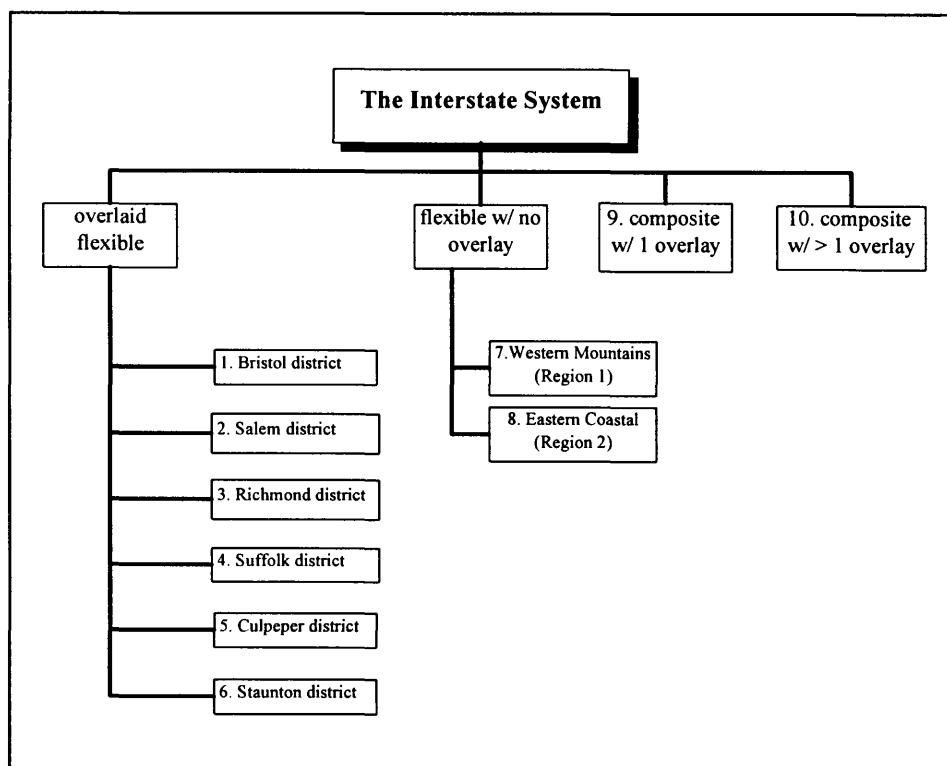 The Interstate System
overlaid
flexible
flexible w/ no
overlay
9. composite
w/ 1 overlay
10. composite
w/ > 1 overlay
1. Bristol district
2. Salem district
3. Richmond district
4. Suffolk district
5. Culpeper district
6. Staunton district
7.Western Mountains
(Region 1)
8. Eastern Coastal
(Region 2)